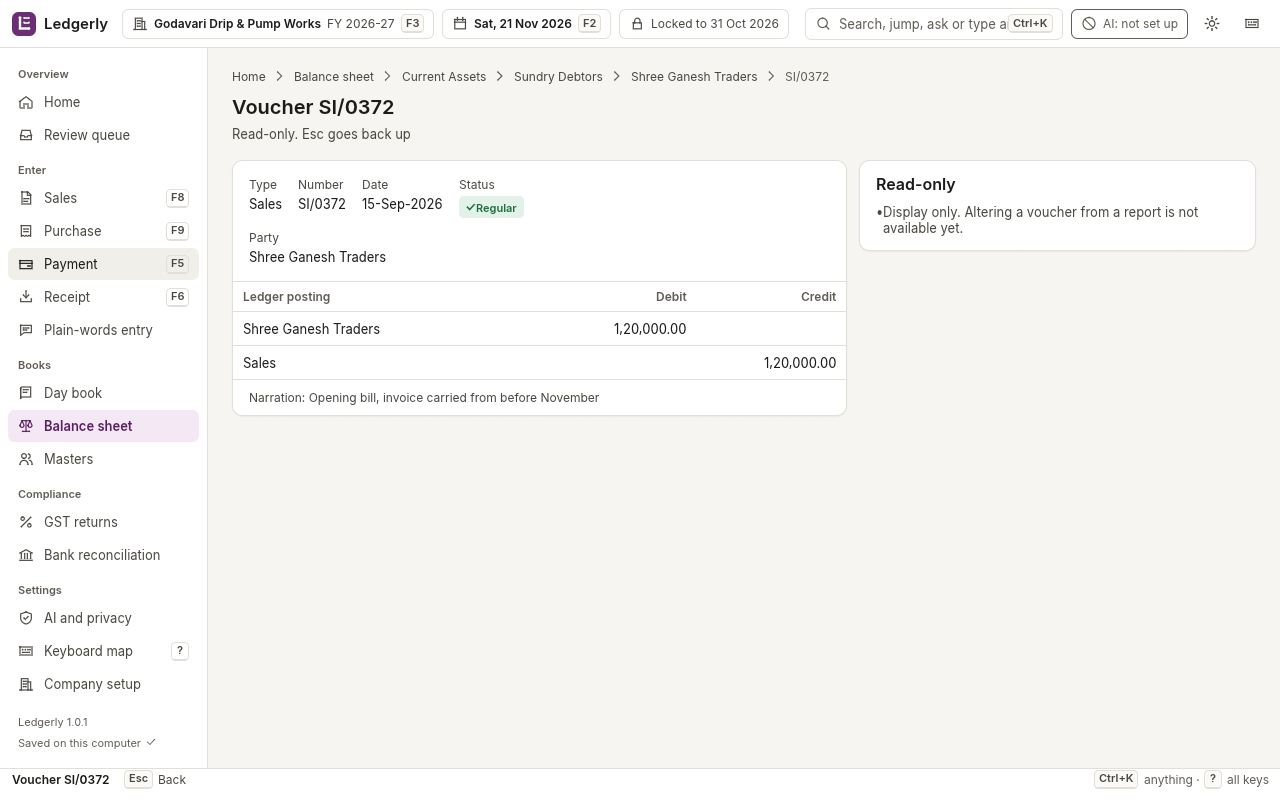 Ledgerly
Godavari Drip & Pump Works FY 2026-27 F3
Sat, 21 Nov 2026 F2
Locked to 31 Oct 2026
Search, jump, ask or type a Ctrl+K
AI: not set up
Overview
Home
Review queue
Enter
Sales F8
Purchase F9
Payment F5
Receipt F6
Plain-words entry
Books
Day book
Balance sheet
Masters
Compliance
GST returns
Bank reconciliation
Settings
AI and privacy
Keyboard map ?
Company setup
Ledgerly 1.0.1
Saved on this computer
Home Balance sheet Current Assets Sundry Debtors Shree Ganesh Traders SI/0372
Voucher SI/0372
Read-only. Esc goes back up
Type Number Date Status
Sales SI/0372 15-Sep-2026 Regular
Party
Shree Ganesh Traders
Ledger posting Debit Credit
Shree Ganesh Traders 1,20,000.00
Sales 1,20,000.00
Narration: Opening bill, invoice carried from before November
Read-only
•Display only. Altering a voucher from a report is not
available yet.
Voucher SI/0372 Esc Back
Ctrl+K anything · ? all keys